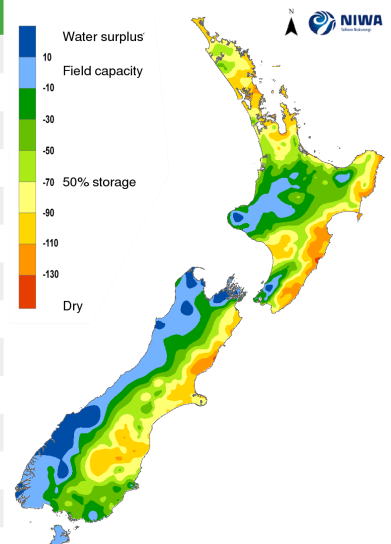 N
NIWA
Taihoro Nukurangi
Water surplus
10
Field capacity
-10
-30
-50
-70
50% storage
-90
-110
-130
Dry